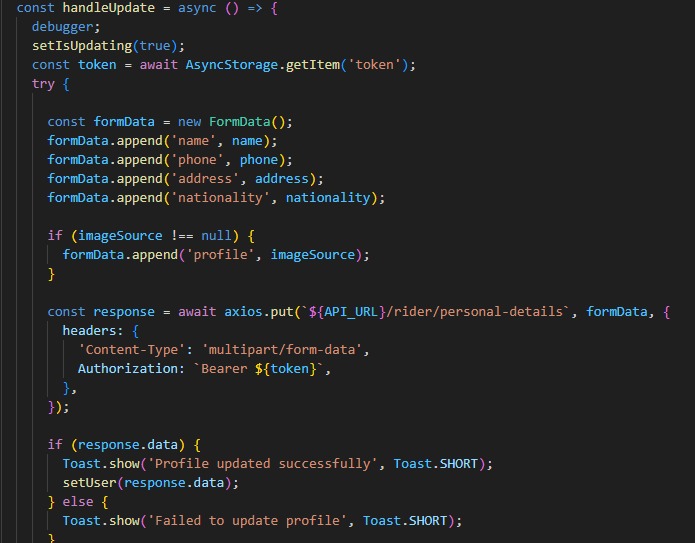 const handleUpdate = async () => {
debugger;
setIsUpdating(true);
const token = await AsyncStorage.getItem('token');
try {
const formData = new FormData();
formData.append('name', name);
formData.append('phone', phone);
formData.append('address', address);
formData.append('nationality', nationality);
if (imageSource !== null) {
formData.append('profile', imageSource);
}
const response = await axios.put(`${API_URL}/rider/personal-details`, formData, {
headers: {
'Content-Type': 'multipart/form-data',
Authorization: `Bearer ${token}`,
},
});
if (response.data) {
Toast.show('Profile updated successfully', Toast.SHORT);
setUser(response.data);
} else {
Toast.show('Failed to update profile', Toast.SHORT);
}